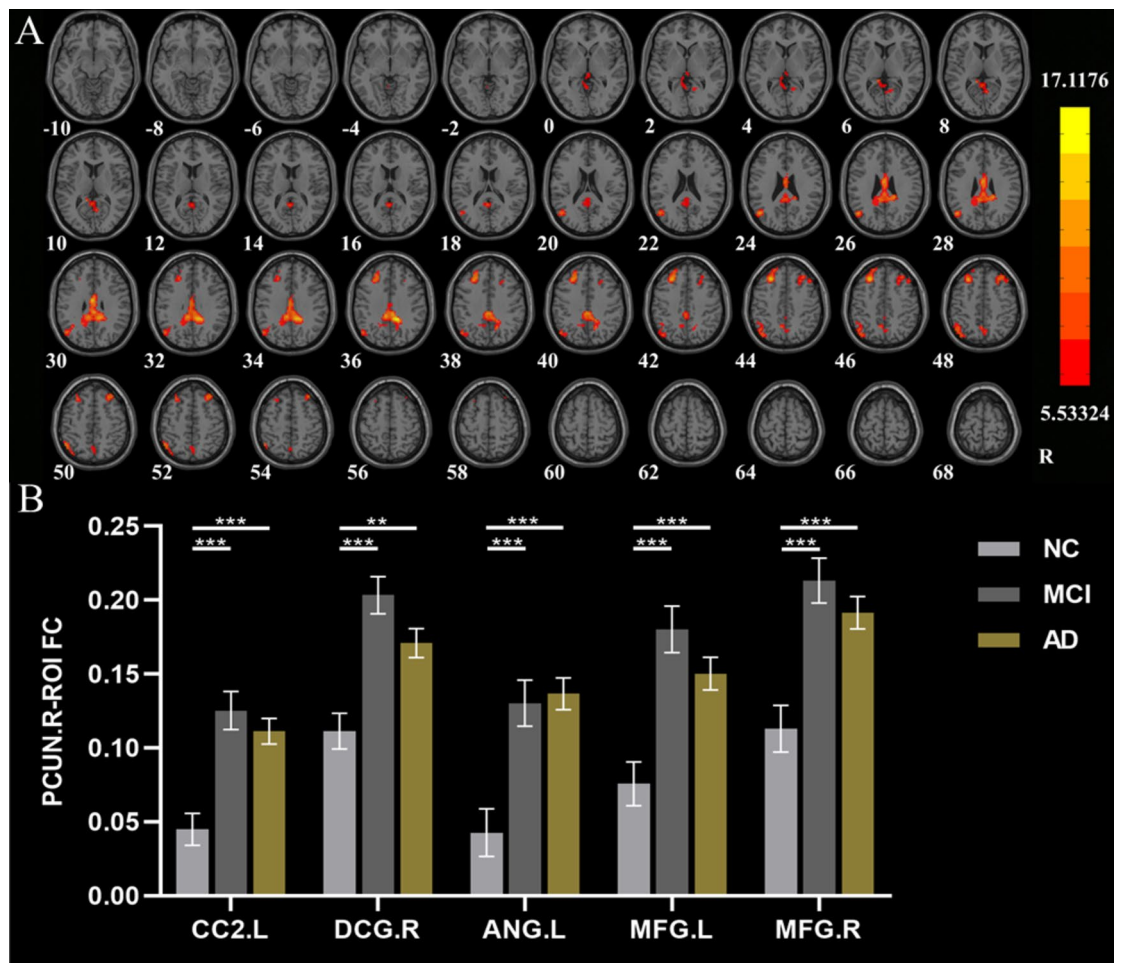 A
17.1176
-10 -8 -6 -4 -2 0 2 4 6 8
10 12 14 16 18 20 22 24 26 28
30 32 34 36 38 40 42 44 46 48
5.53324
50 52 54 56 58 60 62 64 66 68 R
B
*** ** *** *** ***
*** *** *** *** ***
NC
MCI
AD
PCUN.R-ROI FC
0.25
0.20
0.15
0.10
0.05
0.00
CC2.L DCG.R ANG.L MFG.L MFG.R